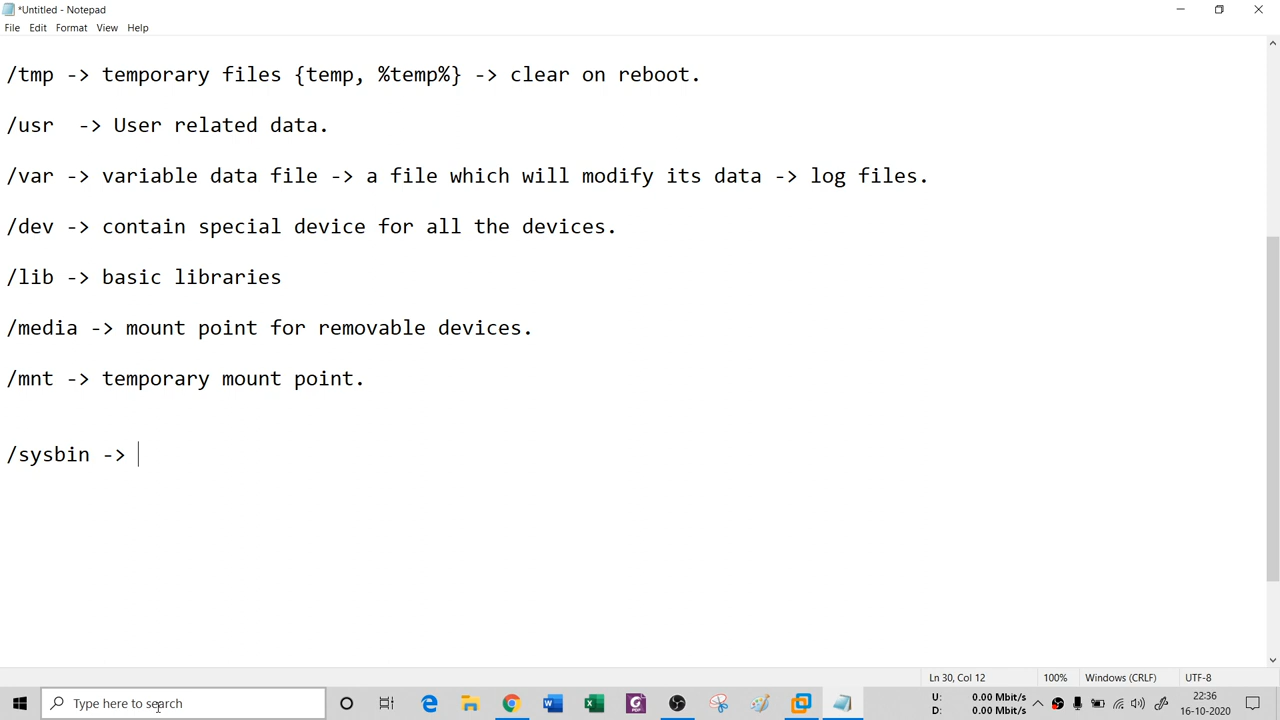 *Untitled - Notepad
File Edit Format View Help
/tmp -> temporary files {temp, %temp%} -> clear on reboot.
/usr  -> User related data.
/var -> variable data file -> a file which will modify its data -> log files.
/dev -> contain special device for all the devices.
/lib -> basic libraries
/media -> mount point for removable devices.
/mnt -> temporary mount point.
/sysbin ->
Ln 30, Col 12 100% Windows (CRLF) UTF-8
Type here to search
U: 0.00 Mbit/s
D: 0.00 Mbit/s
22:36
16-10-2020